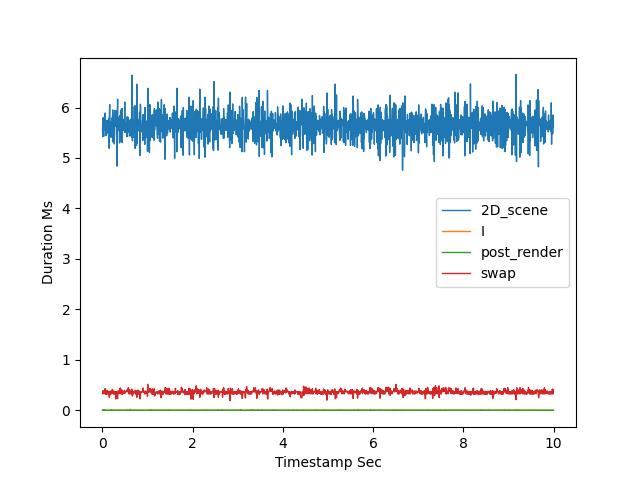 6
5
4
3
2
1
0
Duration Ms
2D_scene
I
post_render
swap
0 2 4 6 8 10
Timestamp Sec